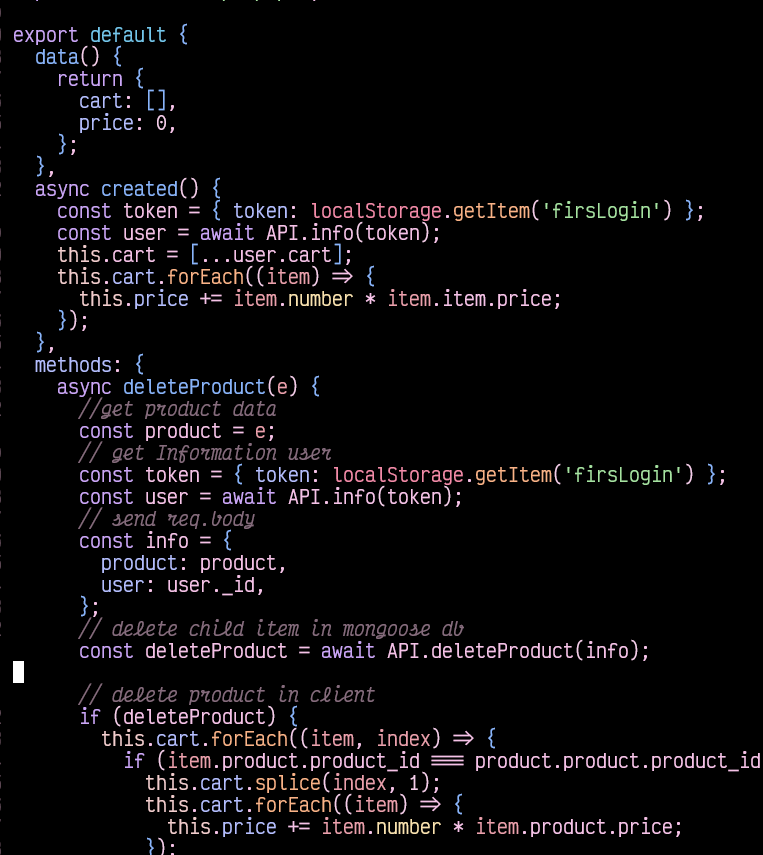 export default {
  data() {
    return {
      cart: [],
      price: 0,
    };
  },
  async created() {
    const token = { token: localStorage.getItem('firsLogin') };
    const user = await API.info(token);
    this.cart = [...user.cart];
    this.cart.forEach((item) => {
      this.price += item.number * item.item.price;
    });
  },
  methods: {
    async deleteProduct(e) {
      //get product data
      const product = e;
      // get Information user
      const token = { token: localStorage.getItem('firsLogin') };
      const user = await API.info(token);
      // send req.body
      const info = {
        product: product,
        user: user._id,
      };
      // delete child item in mongoose db
      const deleteProduct = await API.deleteProduct(info);
      // delete product in client
      if (deleteProduct) {
        this.cart.forEach((item, index) => {
          if (item.product.product_id === product.product.product_id
            this.cart.splice(index, 1);
            this.cart.forEach((item) => {
              this.price += item.number * item.product.price;
            });